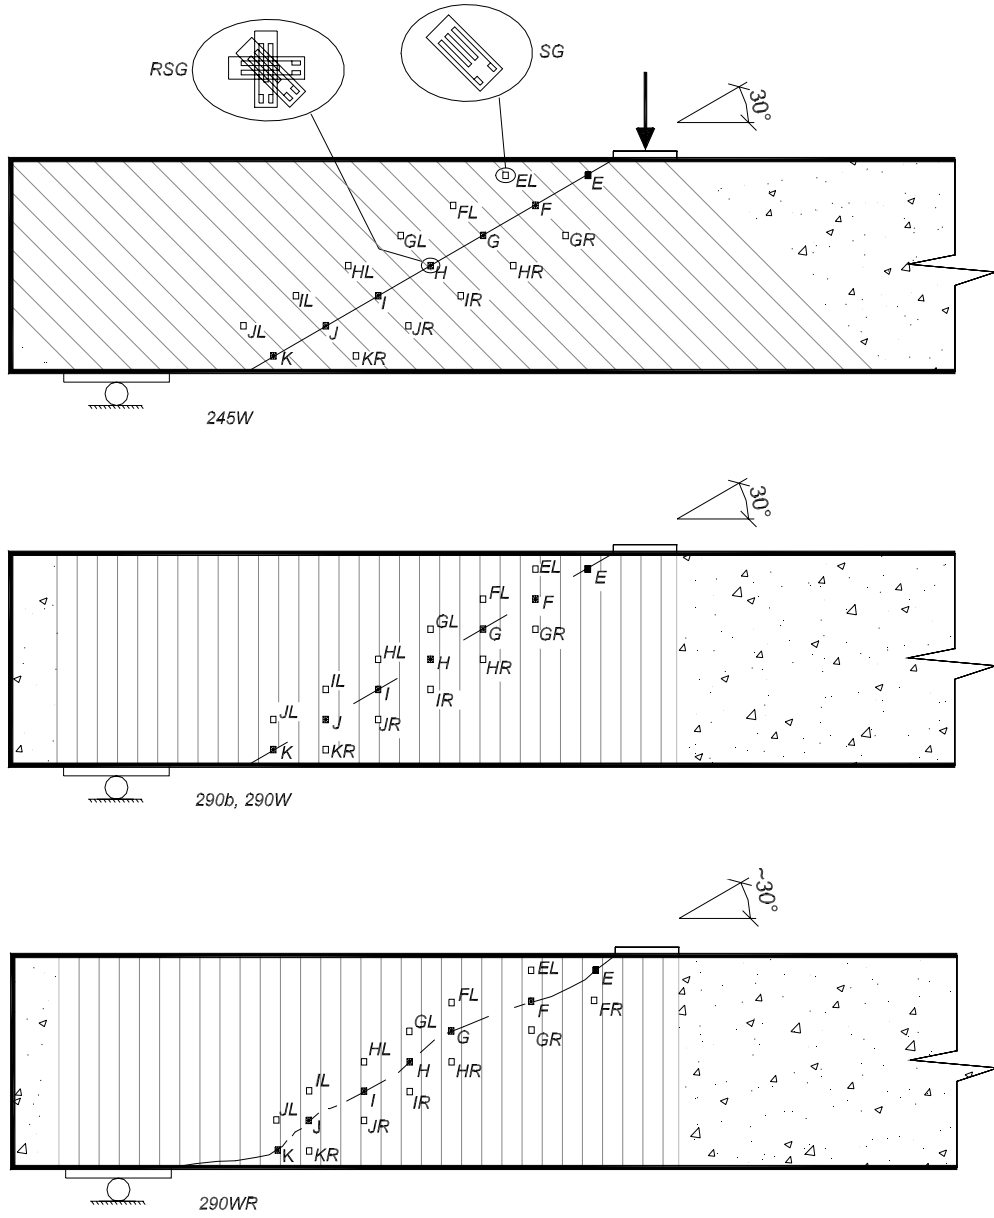 RSG
SG
30°
EL
E
FL
F
GL
G
GR
HL
H
HR
IL
I
IR
JL
J
JR
K
KR
245W
30°
EL
E
FL
F
GL
G
GR
HL
H
HR
IL
I
IR
JL
J
JR
K
KR
290b, 290W
~30°
EL
E
FL
F
FR
GL
G
GR
HL
H
HR
IL
I
IR
JL
J
JR
K
KR
290WR